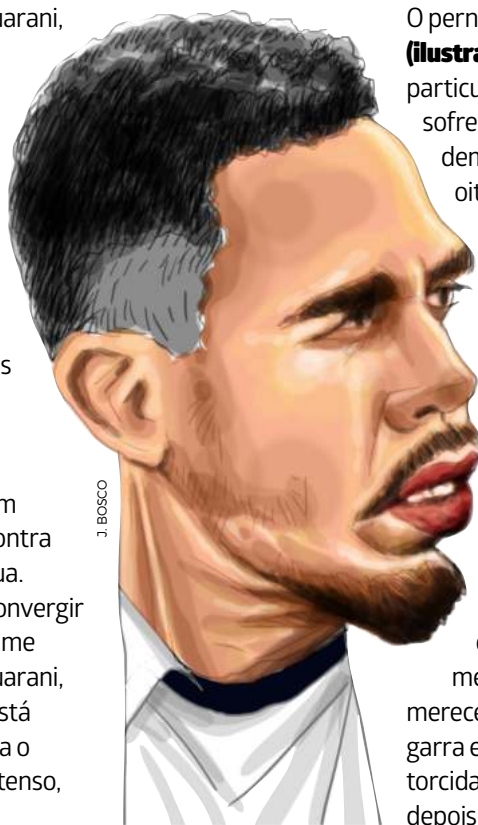 uarani,
s
m
ontra
ua.
onvergir
me
uarani,
stá
a o
tenso,
J. BOSCO
O pern
(ilustra
particu
sofre
den
oit
me
merece
garra e
torcida
depois